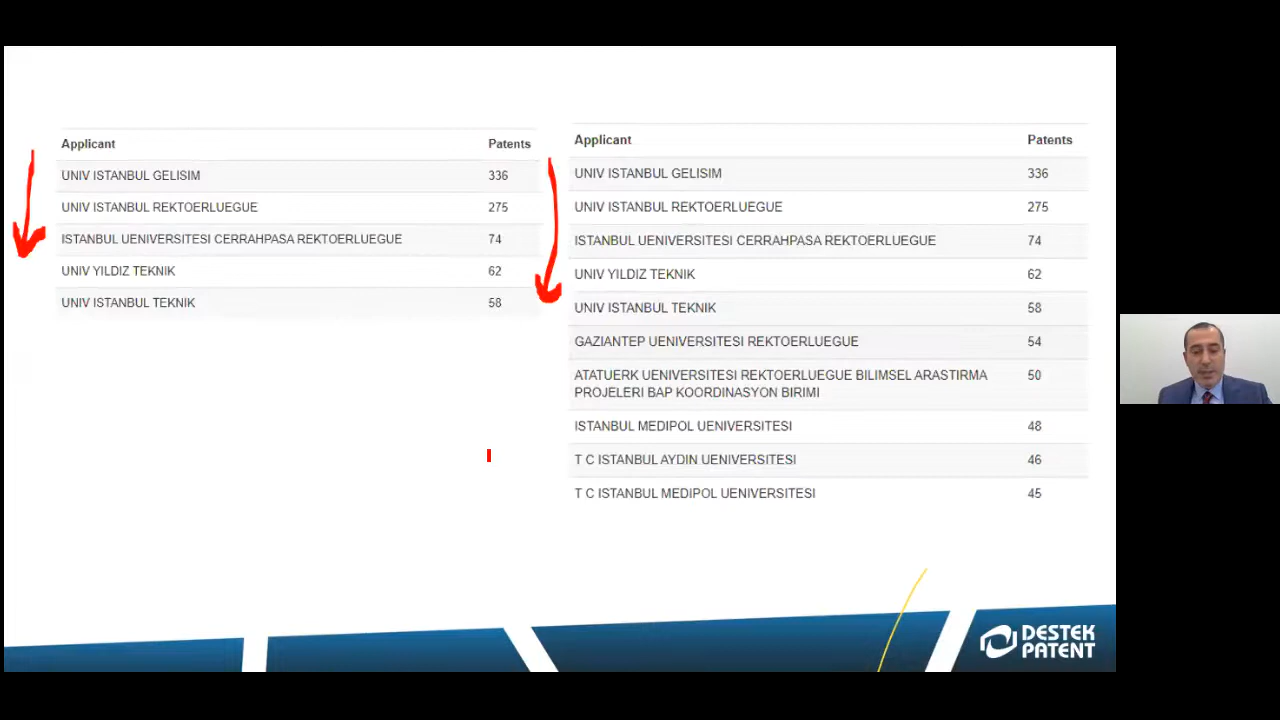 Applicant Patents
UNIV ISTANBUL GELISIM 336
UNIV ISTANBUL REKTOERLUEGUE 275
ISTANBUL UENIVERSITESI CERRAHPASA REKTOERLUEGUE 74
UNIV YILDIZ TEKNIK 62
UNIV ISTANBUL TEKNIK 58
Applicant Patents
UNIV ISTANBUL GELISIM 336
UNIV ISTANBUL REKTOERLUEGUE 275
ISTANBUL UENIVERSITESI CERRAHPASA REKTOERLUEGUE 74
UNIV YILDIZ TEKNIK 62
UNIV ISTANBUL TEKNIK 58
GAZIANTEP UENIVERSITESI REKTOERLUEGUE 54
ATATUERK UENIVERSITESI REKTOERLUEGUE BILIMSEL ARASTIRMA 50
PROJELERI BAP KOORDINASYON BIRIMI
ISTANBUL MEDIPOL UENIVERSITESI 48
T C ISTANBUL AYDIN UENIVERSITESI 46
T C ISTANBUL MEDIPOL UENIVERSITESI 45
DESTEK
PATENT